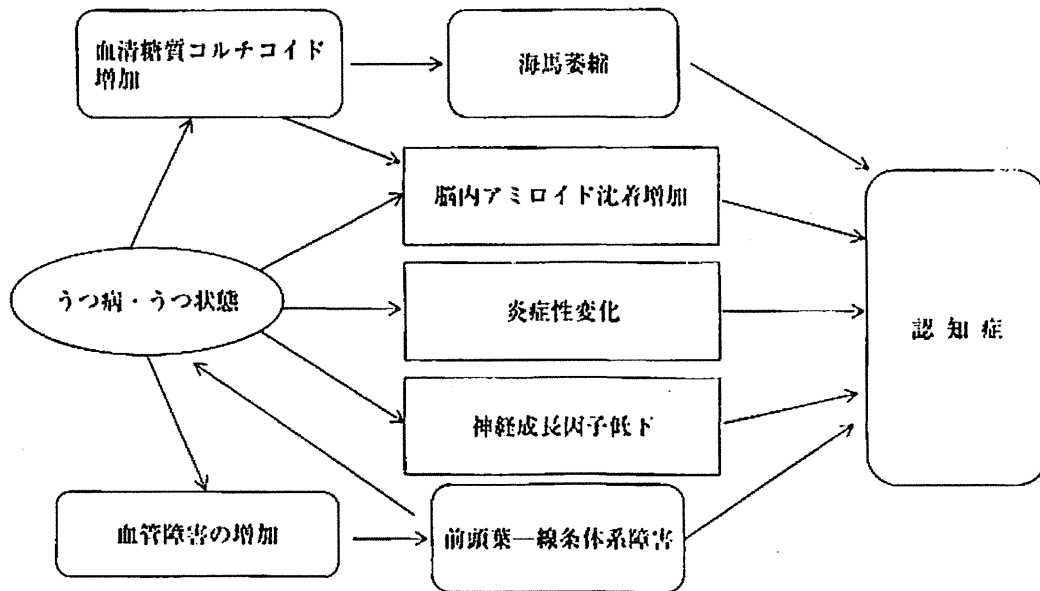 血清糖質コルチコイド
増加
海馬萎縮
脳内アミロイド沈着増加
うつ病・うつ状態
炎症性変化
認 知 症
神経成長因子低下
血管障害の増加
前頭葉―線条体系障害